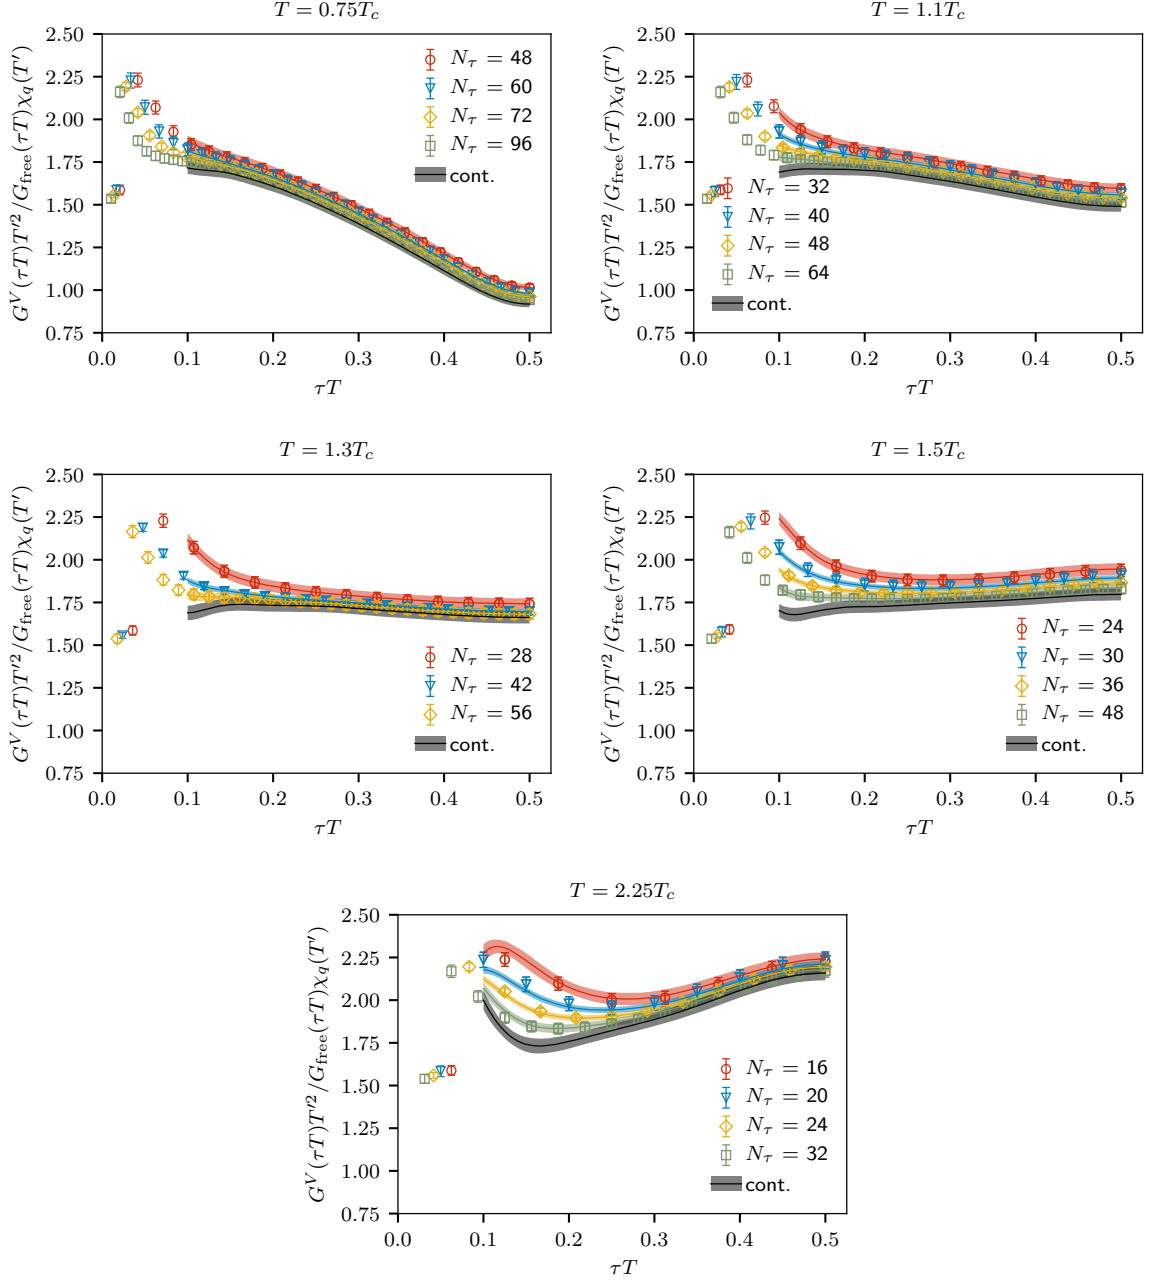 T = 0.75T_c
G^V(τT)T′²/G_free(τT)χ_q(T′)
2.50
2.25
2.00
1.75
1.50
1.25
1.00
0.75
N_τ = 48
N_τ = 60
N_τ = 72
N_τ = 96
cont.
0.0 0.1 0.2 0.3 0.4 0.5
τT
T = 1.1T_c
G^V(τT)T′²/G_free(τT)χ_q(T′)
2.50
2.25
2.00
1.75
1.50
1.25
1.00
0.75
N_τ = 32
N_τ = 40
N_τ = 48
N_τ = 64
cont.
0.0 0.1 0.2 0.3 0.4 0.5
τT
T = 1.3T_c
G^V(τT)T′²/G_free(τT)χ_q(T′)
2.50
2.25
2.00
1.75
1.50
1.25
1.00
0.75
N_τ = 28
N_τ = 42
N_τ = 56
cont.
0.0 0.1 0.2 0.3 0.4 0.5
τT
T = 1.5T_c
G^V(τT)T′²/G_free(τT)χ_q(T′)
2.50
2.25
2.00
1.75
1.50
1.25
1.00
0.75
N_τ = 24
N_τ = 30
N_τ = 36
N_τ = 48
cont.
0.0 0.1 0.2 0.3 0.4 0.5
τT
T = 2.25T_c
G^V(τT)T′²/G_free(τT)χ_q(T′)
2.50
2.25
2.00
1.75
1.50
1.25
1.00
0.75
N_τ = 16
N_τ = 20
N_τ = 24
N_τ = 32
cont.
0.0 0.1 0.2 0.3 0.4 0.5
τT